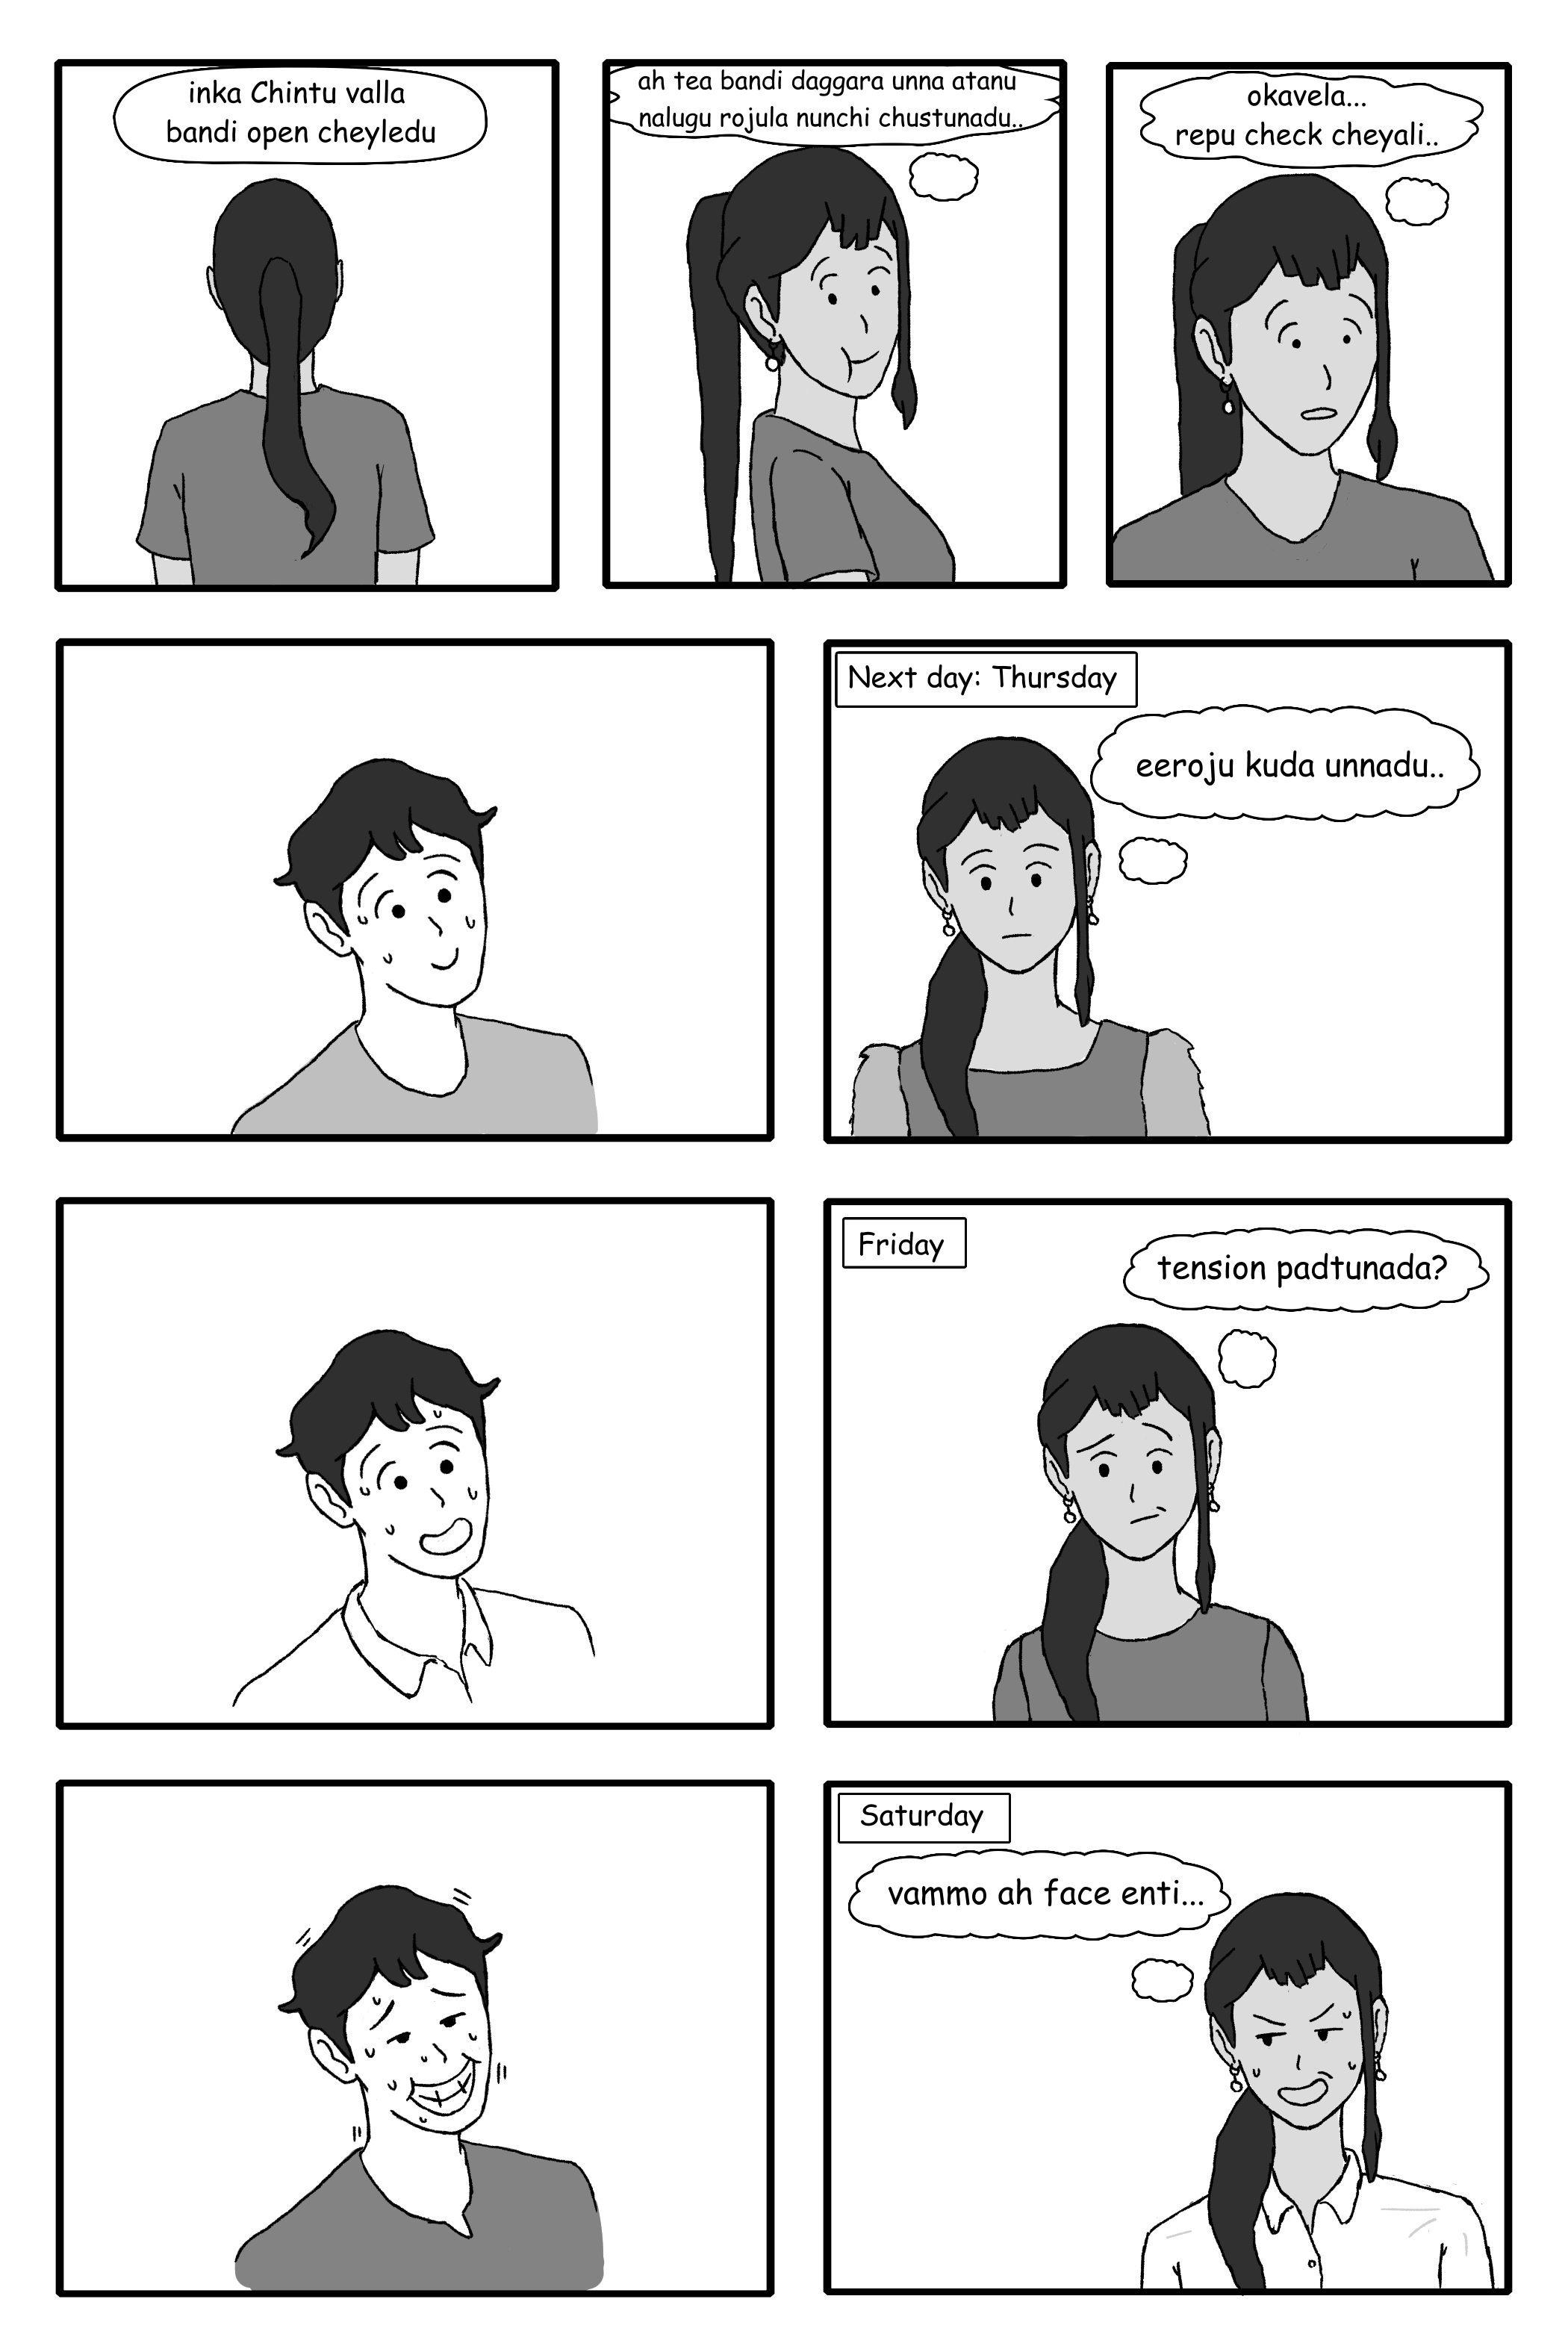 inka Chintu valla
bandi open cheyledu
ah tea bandi daggara unna atanu
nalugu rojula nunchi chustunadu..
okavela...
repu check cheyali..
Next day: Thursday
eeroju kuda unnadu..
Friday
tension padtunada?
Saturday
vammo ah face enti...